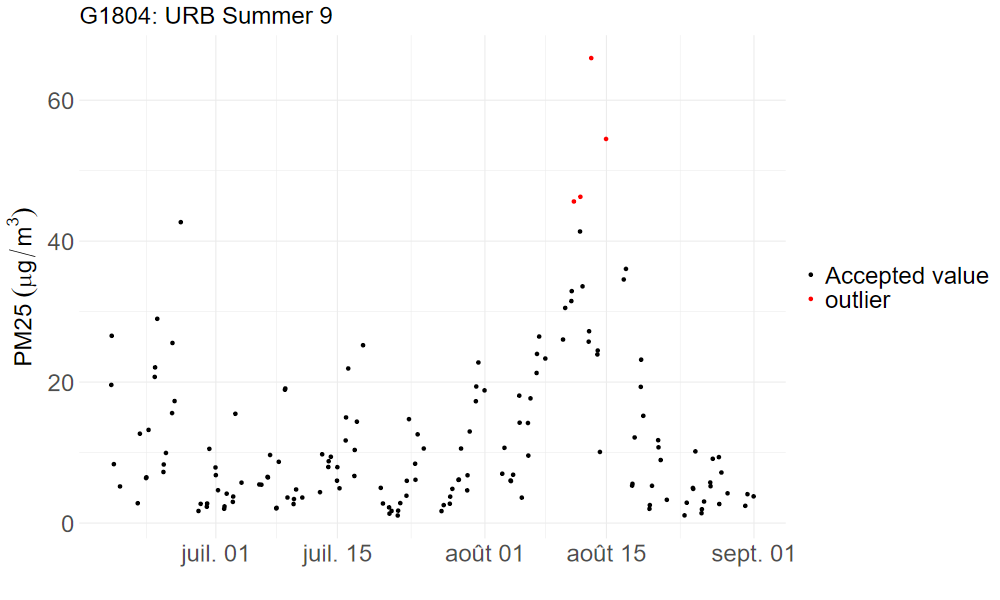 G1804: URB Summer 9
PM25 (μg/m³)
60
40
20
0
juil. 01 juil. 15 août 01 août 15 sept. 01
Accepted value
outlier